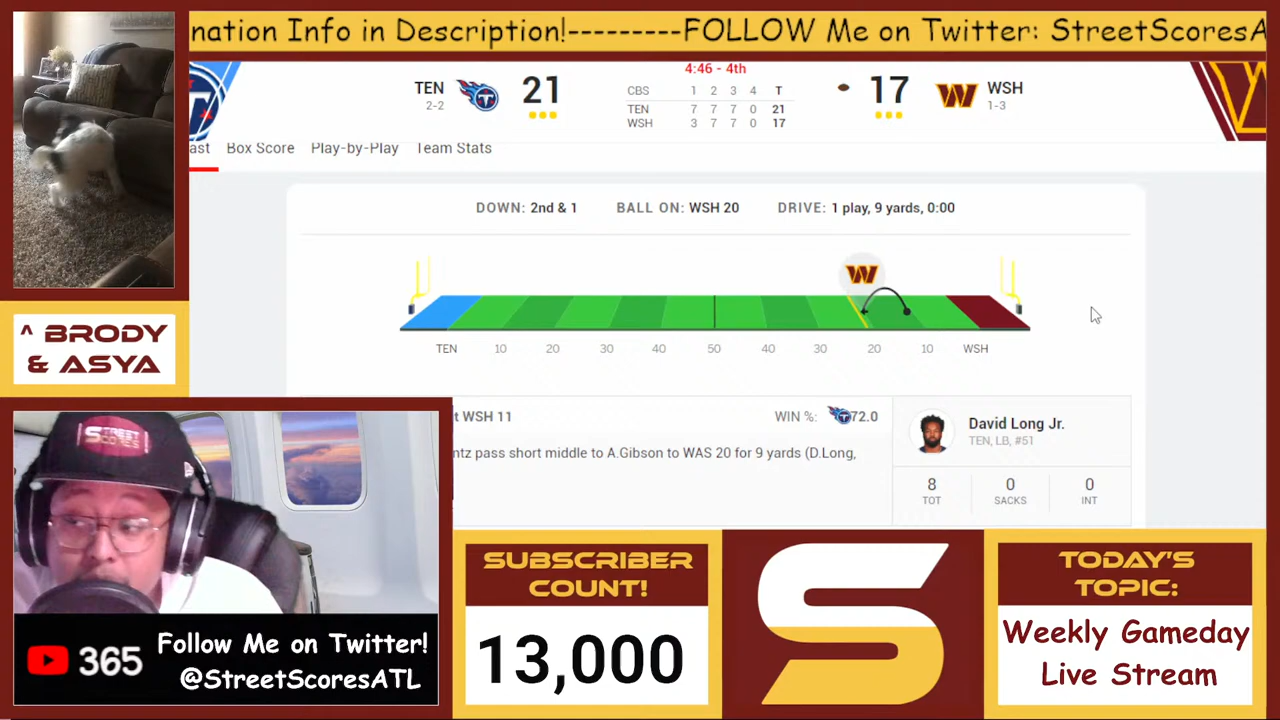 nation Info in Description!---------FOLLOW Me on Twitter: StreetScoresA
4:46 - 4th
TEN 21 17 WSH
2-2 1-3
CBS 1 2 3 4 T
TEN 7 7 7 0 21
WSH 3 7 7 0 17
ast Box Score Play-by-Play Team Stats
DOWN: 2nd & 1 BALL ON: WSH 20 DRIVE: 1 play, 9 yards, 0:00
W
TEN 10 20 30 40 50 40 30 20 10 WSH
t WSH 11 WIN %: 72.0
ntz pass short middle to A.Gibson to WAS 20 for 9 yards (D.Long,
David Long Jr.
TEN, LB, #51
8 0 0
TOT SACKS INT
^ BRODY
& ASYA
STREET
SCORES
365 Follow Me on Twitter!
@StreetScoresATL
SUBSCRIBER
COUNT!
13,000
S
TODAY'S
TOPIC:
Weekly Gameday
Live Stream